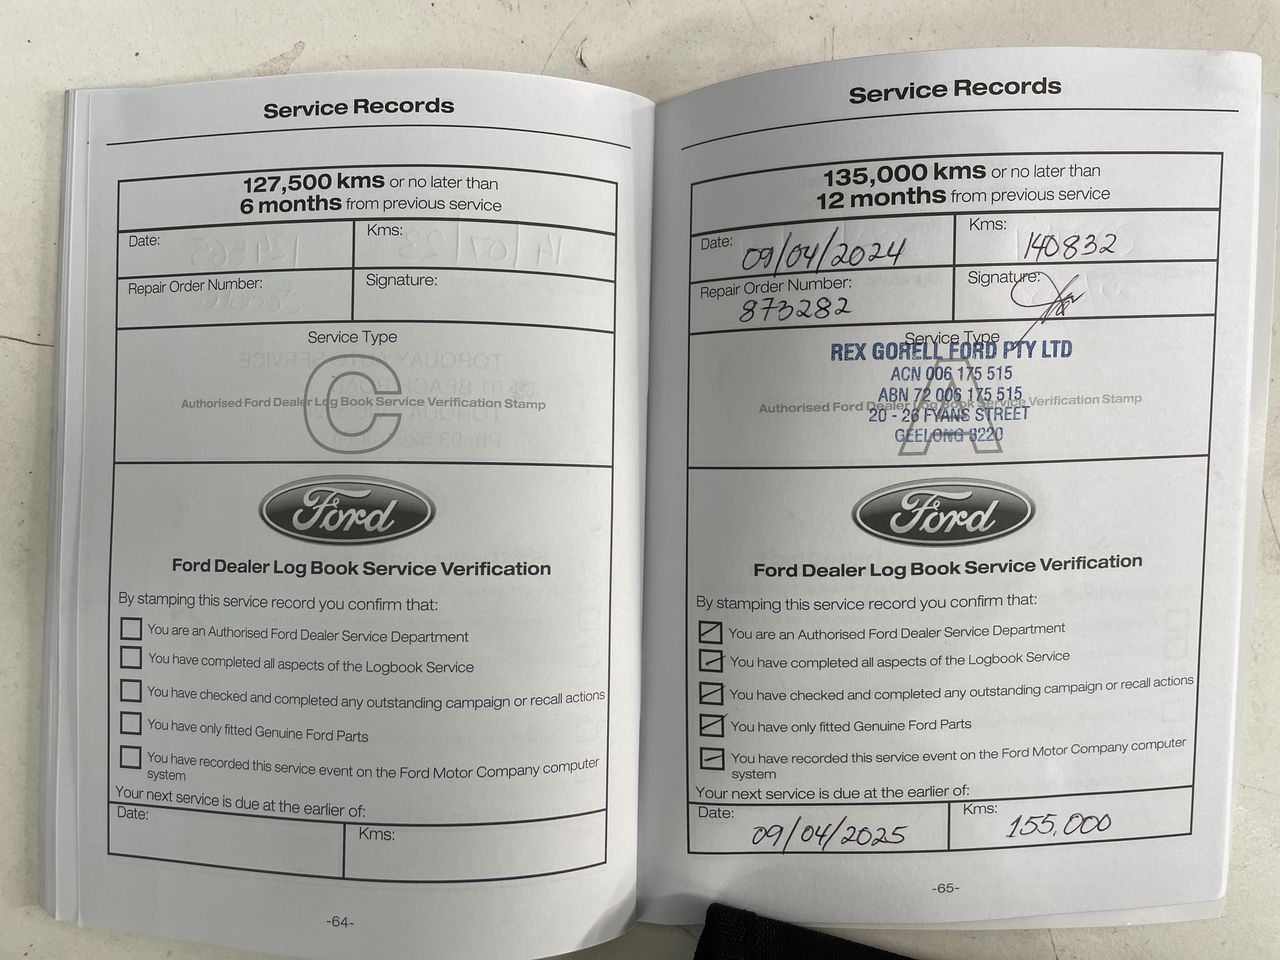 Service Records
127,500 kms or no later than
6 months from previous service
Date:
Kms:
Repair Order Number:
Signature:
Service Type
C
Authorised Ford Dealer Log Book Service Verification Stamp
Ford
Ford Dealer Log Book Service Verification
By stamping this service record you confirm that:
You are an Authorised Ford Dealer Service Department
You have completed all aspects of the Logbook Service
You have checked and completed any outstanding campaign or recall actions
You have only fitted Genuine Ford Parts
You have recorded this service event on the Ford Motor Company computer
system
Your next service is due at the earlier of:
Date:
Kms:
-64-
Service Records
135,000 kms or no later than
12 months from previous service
Date: 09/04/2024
Kms: 140832
Repair Order Number:
873282
Signature:
Service Type
REX GORELL FORD PTY LTD
ACN 006 175 515
ABN 72 006 175 515
A
Authorised Ford Dealer Log Book Service Verification Stamp
20 - 26 FYANS STREET
GEELONG 3220
Ford
Ford Dealer Log Book Service Verification
By stamping this service record you confirm that:
You are an Authorised Ford Dealer Service Department
You have completed all aspects of the Logbook Service
You have checked and completed any outstanding campaign or recall actions
You have only fitted Genuine Ford Parts
You have recorded this service event on the Ford Motor Company computer
system
Your next service is due at the earlier of:
Date: 09/04/2025
Kms: 155,000
-65-